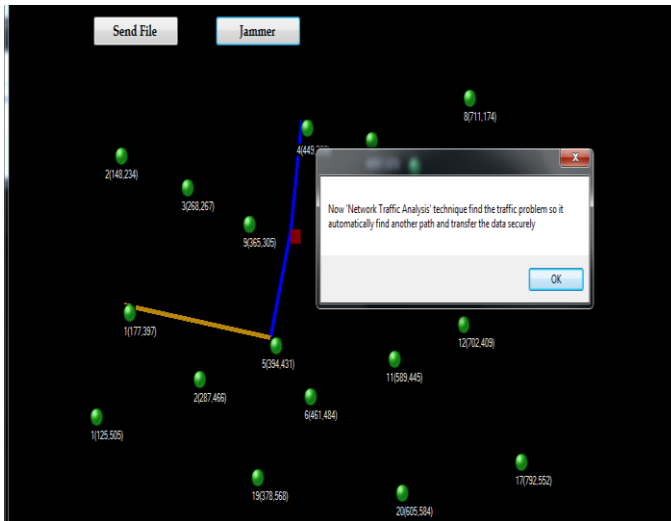 Send File
Jammer
8(711,174)
2(148,234)
3(268,267)
9(365,305)
X
Now 'Network Traffic Analysis' technique find the traffic problem so it
automatically find another path and transfer the data securely
OK
1(177,397)
5(394,431)
12(702,409)
11(589,445)
2(287,466)
6(461,484)
1(125,505)
17(792,552)
19(378,568)
20(605,584)